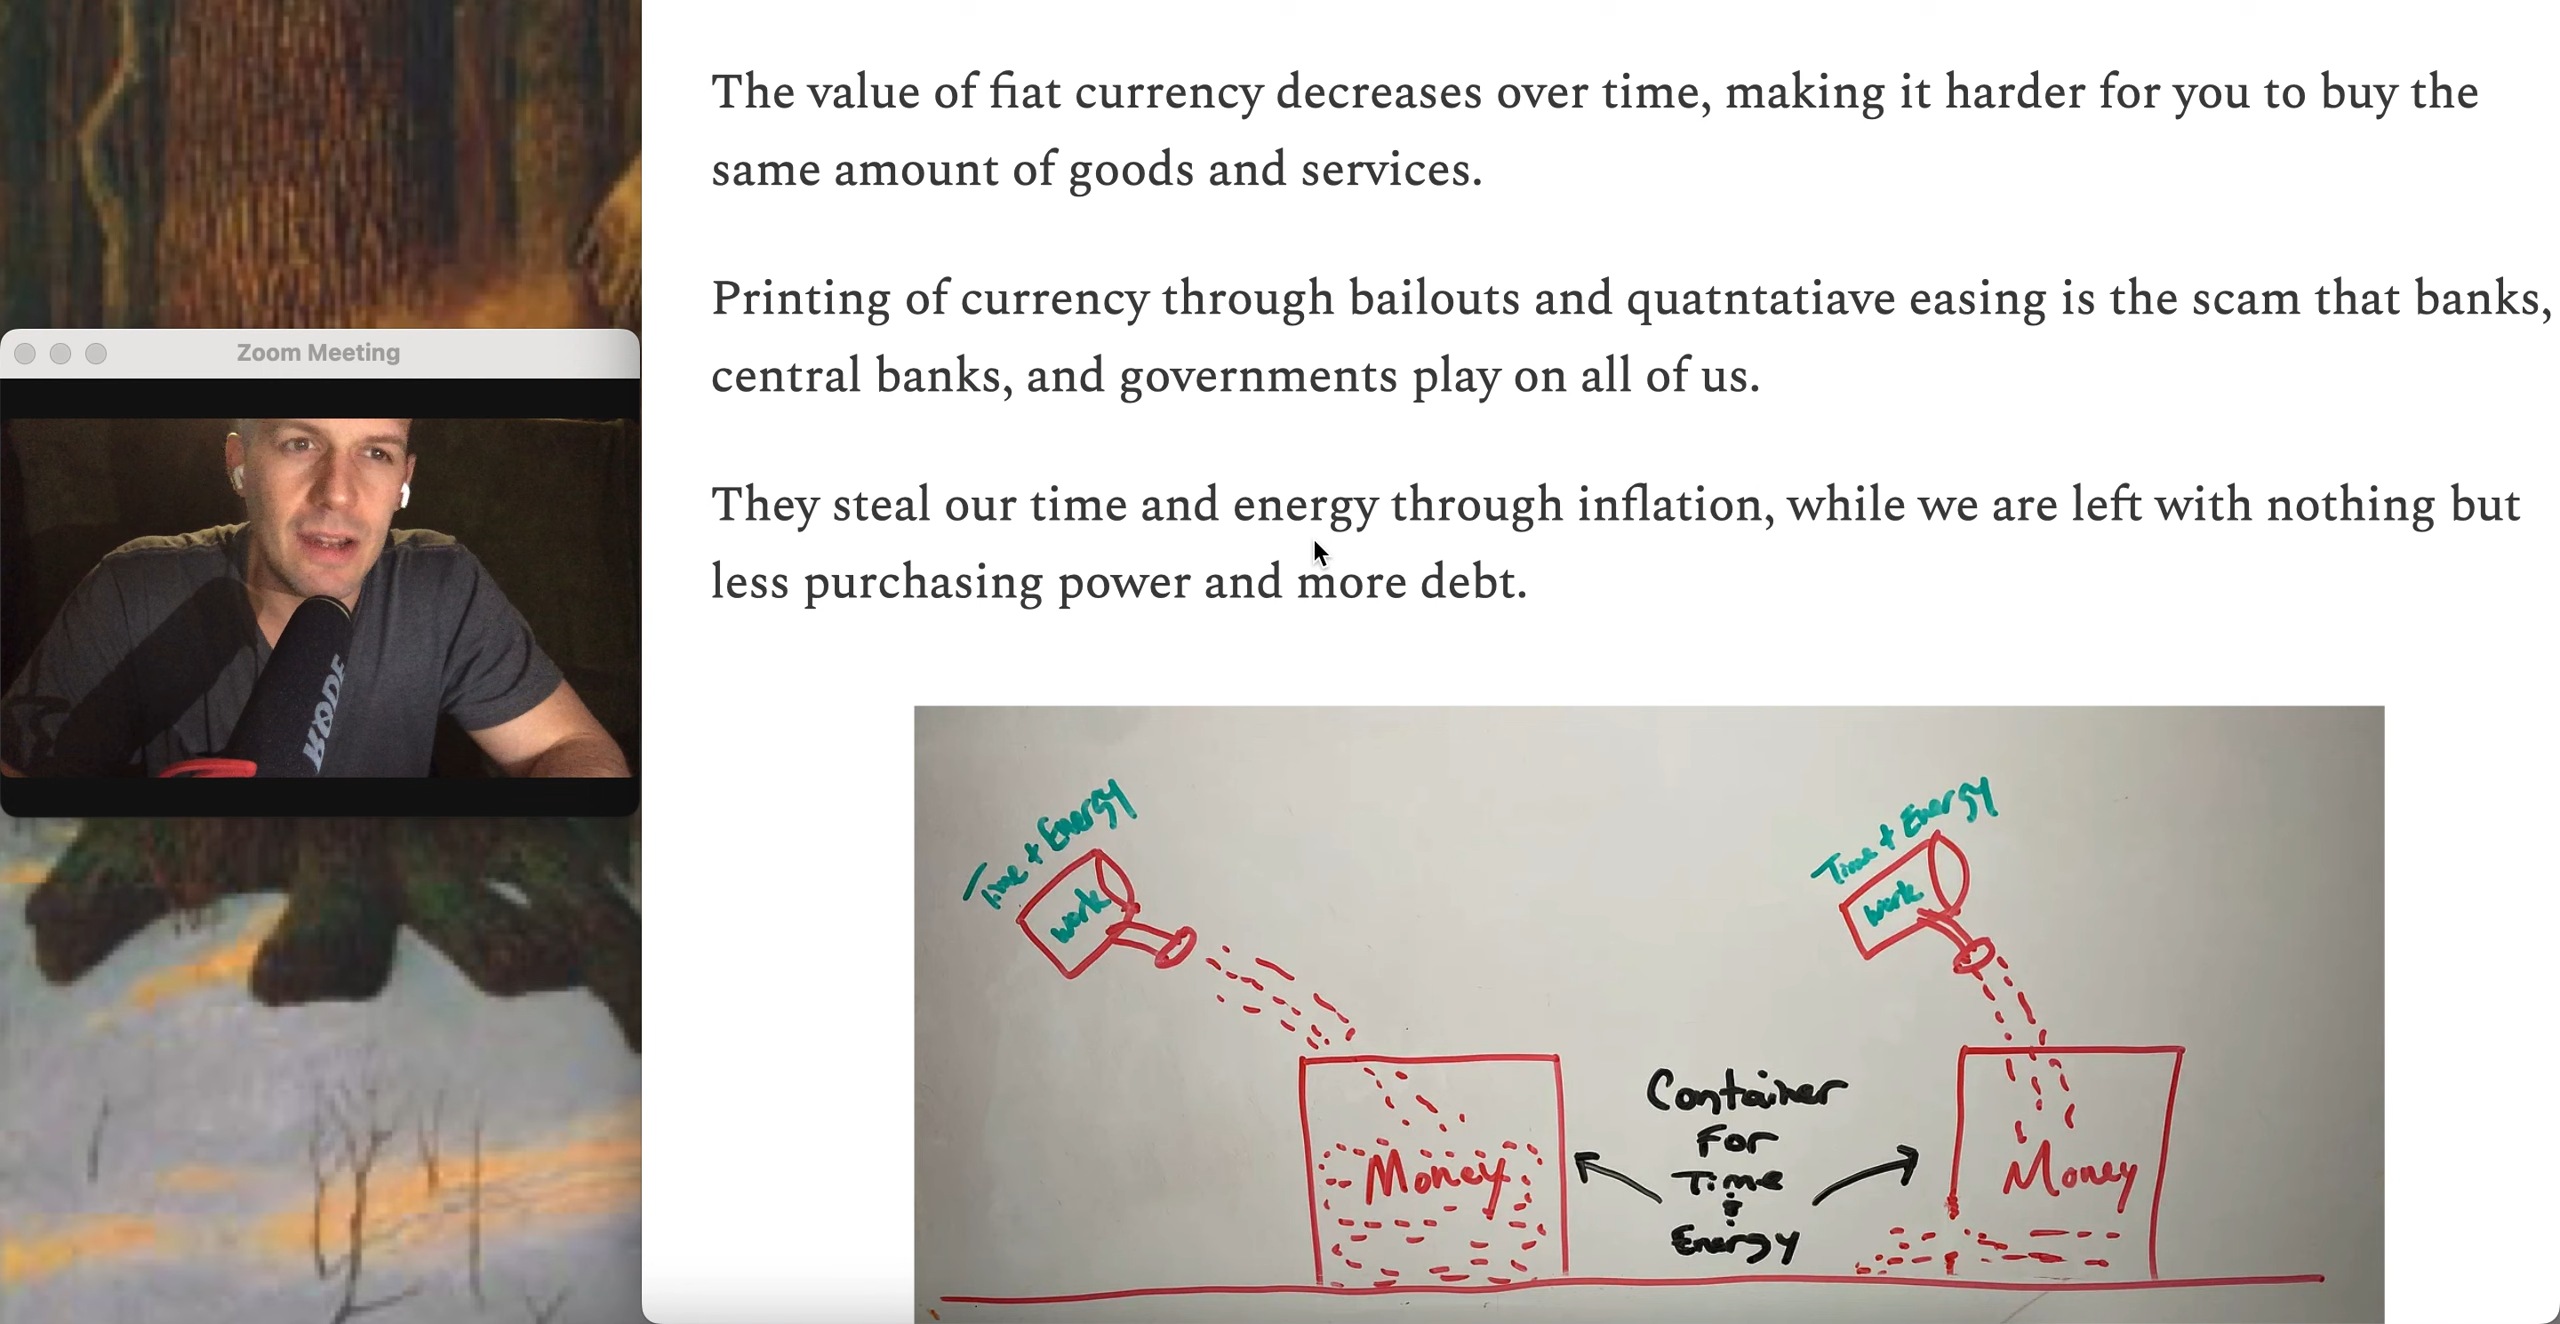 The value of fiat currency decreases over time, making it harder for you to buy the
same amount of goods and services.
Printing of currency through bailouts and quatntatiave easing is the scam that banks,
central banks, and governments play on all of us.
They steal our time and energy through inflation, while we are left with nothing but
less purchasing power and more debt.
Zoom Meeting
RODE
Time + Energy
work
Money
Container
For
Time
&
Energy
Time + Energy
work
Money